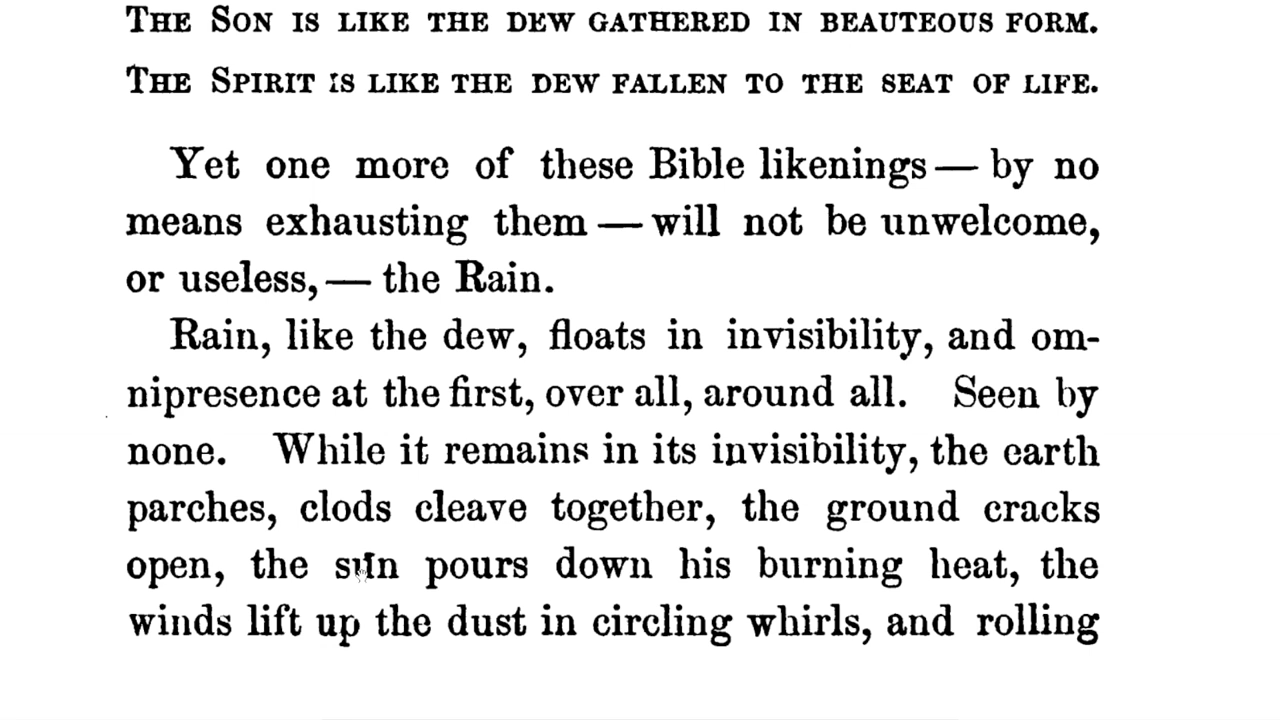 THE SON IS LIKE THE DEW GATHERED IN BEAUTEOUS FORM.
THE SPIRIT IS LIKE THE DEW FALLEN TO THE SEAT OF LIFE.
Yet one more of these Bible likenings — by no
means exhausting them — will not be unwelcome,
or useless, — the Rain.
Rain, like the dew, floats in invisibility, and om-
nipresence at the first, over all, around all. Seen by
none. While it remains in its invisibility, the earth
parches, clods cleave together, the ground cracks
open, the sun pours down his burning heat, the
winds lift up the dust in circling whirls, and rolling